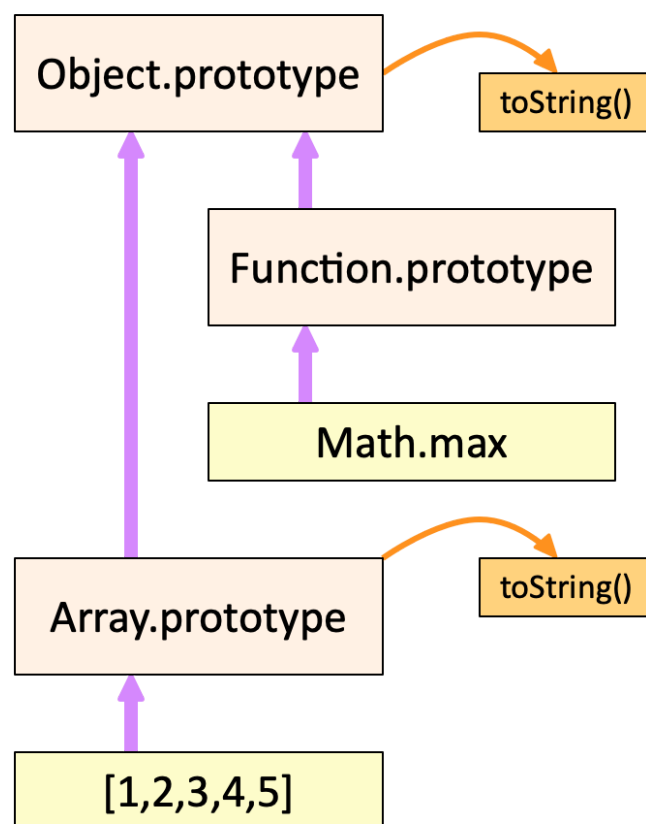 Object.prototype
toString()
Function.prototype
Math.max
toString()
Array.prototype
[1,2,3,4,5]